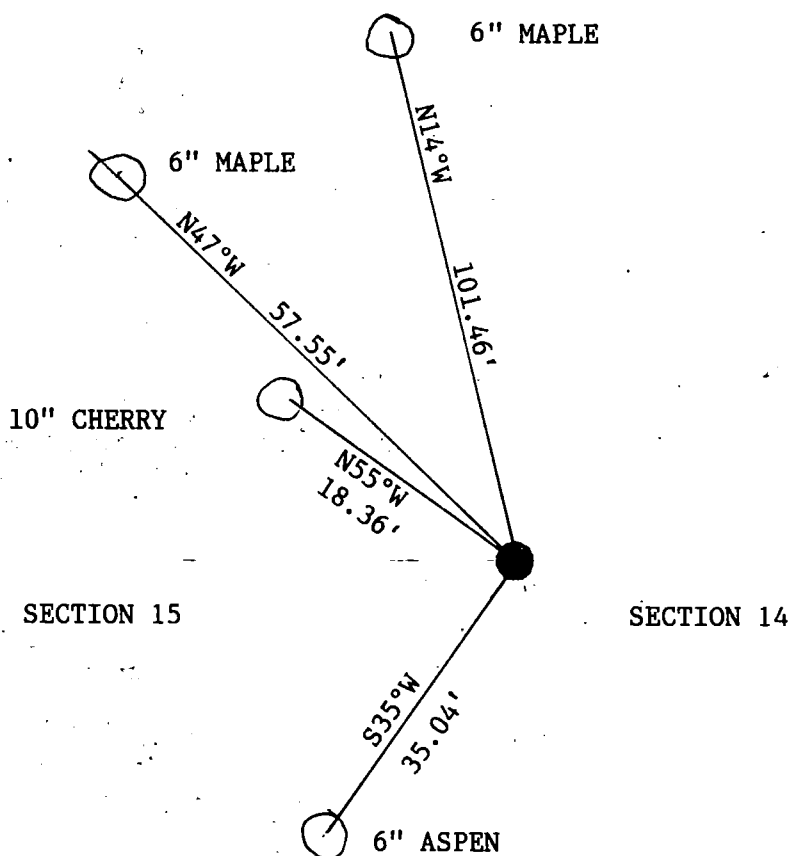 6" MAPLE
N14°W
101.46'
6" MAPLE
N47°W
57.55'
10" CHERRY
N55°W
18.36'
SECTION 15
SECTION 14
S35°W
35.04'
6" ASPEN